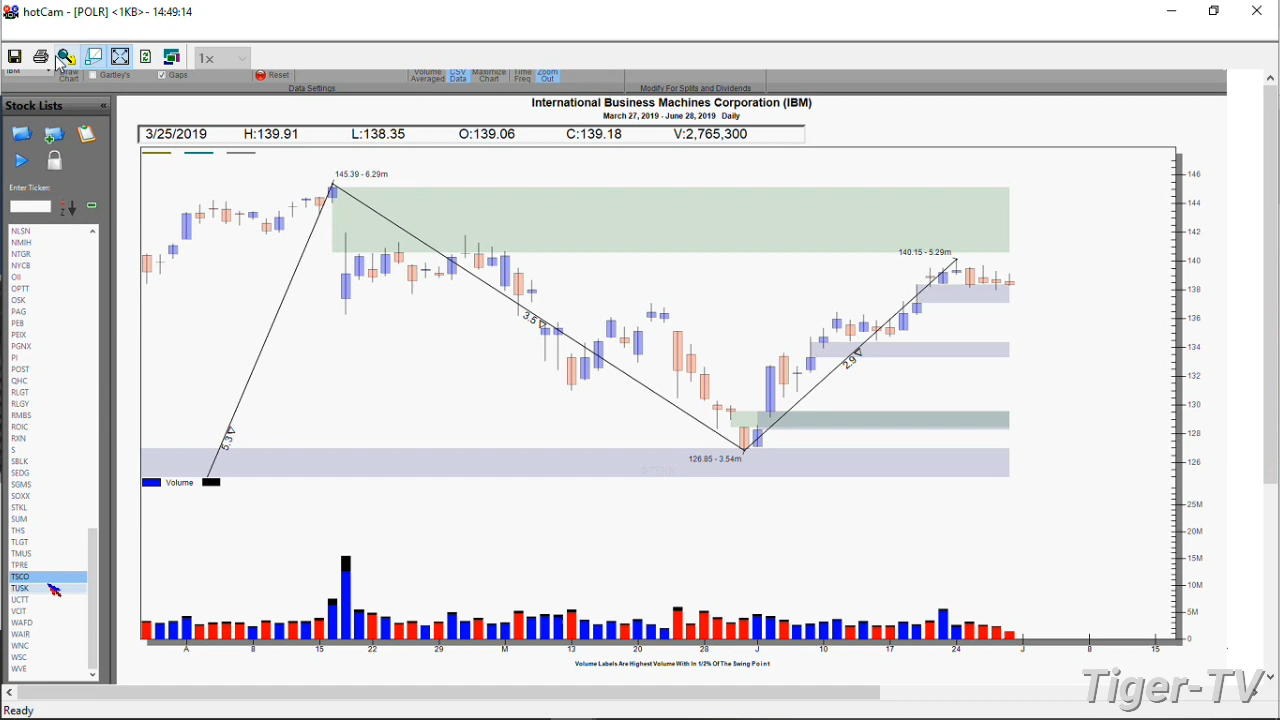 hotCam - [POLR] <1KB> - 14:49:14
1x
IBM
Draw
Chart
Gartley's
Gaps
Reset
Volume
Averaged
CSV
Data
Maximize
Chart
Time
Freq
Zoom
Out
Data Settings
Modify For Splits and Dividends
Stock Lists
Enter Ticker:
NLSN
NMIH
NTGR
NYCB
OII
OPTT
OSK
PAG
PEB
PEIX
PGNX
PI
POST
QHC
RLGT
RLGY
RMBS
ROIC
RXN
S
SBLK
SEDG
SGMS
SOXX
STKL
SUM
THS
TLGT
TMUS
TPRE
TSCO
TUSK
UCTT
VCIT
WAFD
WAIR
WNC
WSC
WVE
International Business Machines Corporation (IBM)
March 27, 2019 - June 28, 2019 Daily
3/25/2019 H:139.91 L:138.35 O:139.06 C:139.18 V:2,765,300
145.39 - 6.29m
140.15 - 5.29m
126.85 - 3.54m
5.3
3.5
2.9
146
144
142
140
138
136
134
132
130
128
126
Volume
25M
20M
15M
10M
5M
0
A 8 15 22 29 M 13 20 28 J 10 17 24 J 8 15
Volume Labels Are Highest Volume With In 1/2% Of The Swing Point
Tiger-TV
Ready